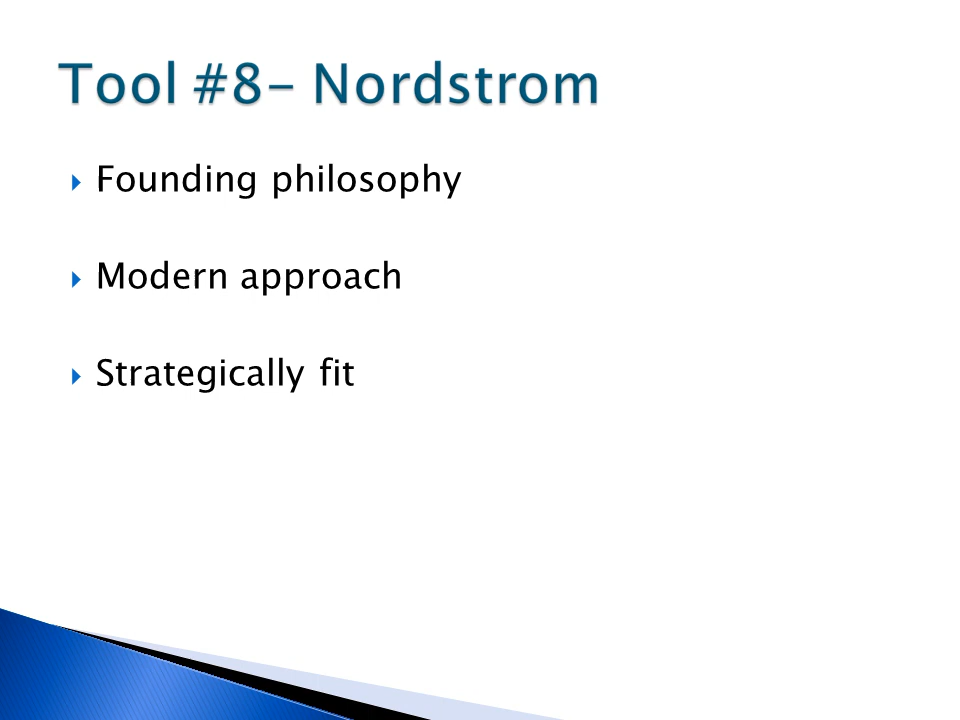 Tool #8- Nordstrom
Founding philosophy
Modern approach
Strategically fit